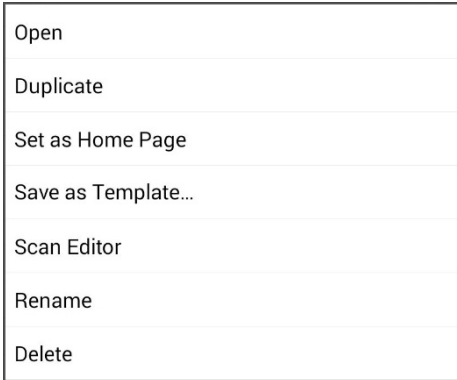 Open
Duplicate
Set as Home Page
Save as Template...
Scan Editor
Rename
Delete